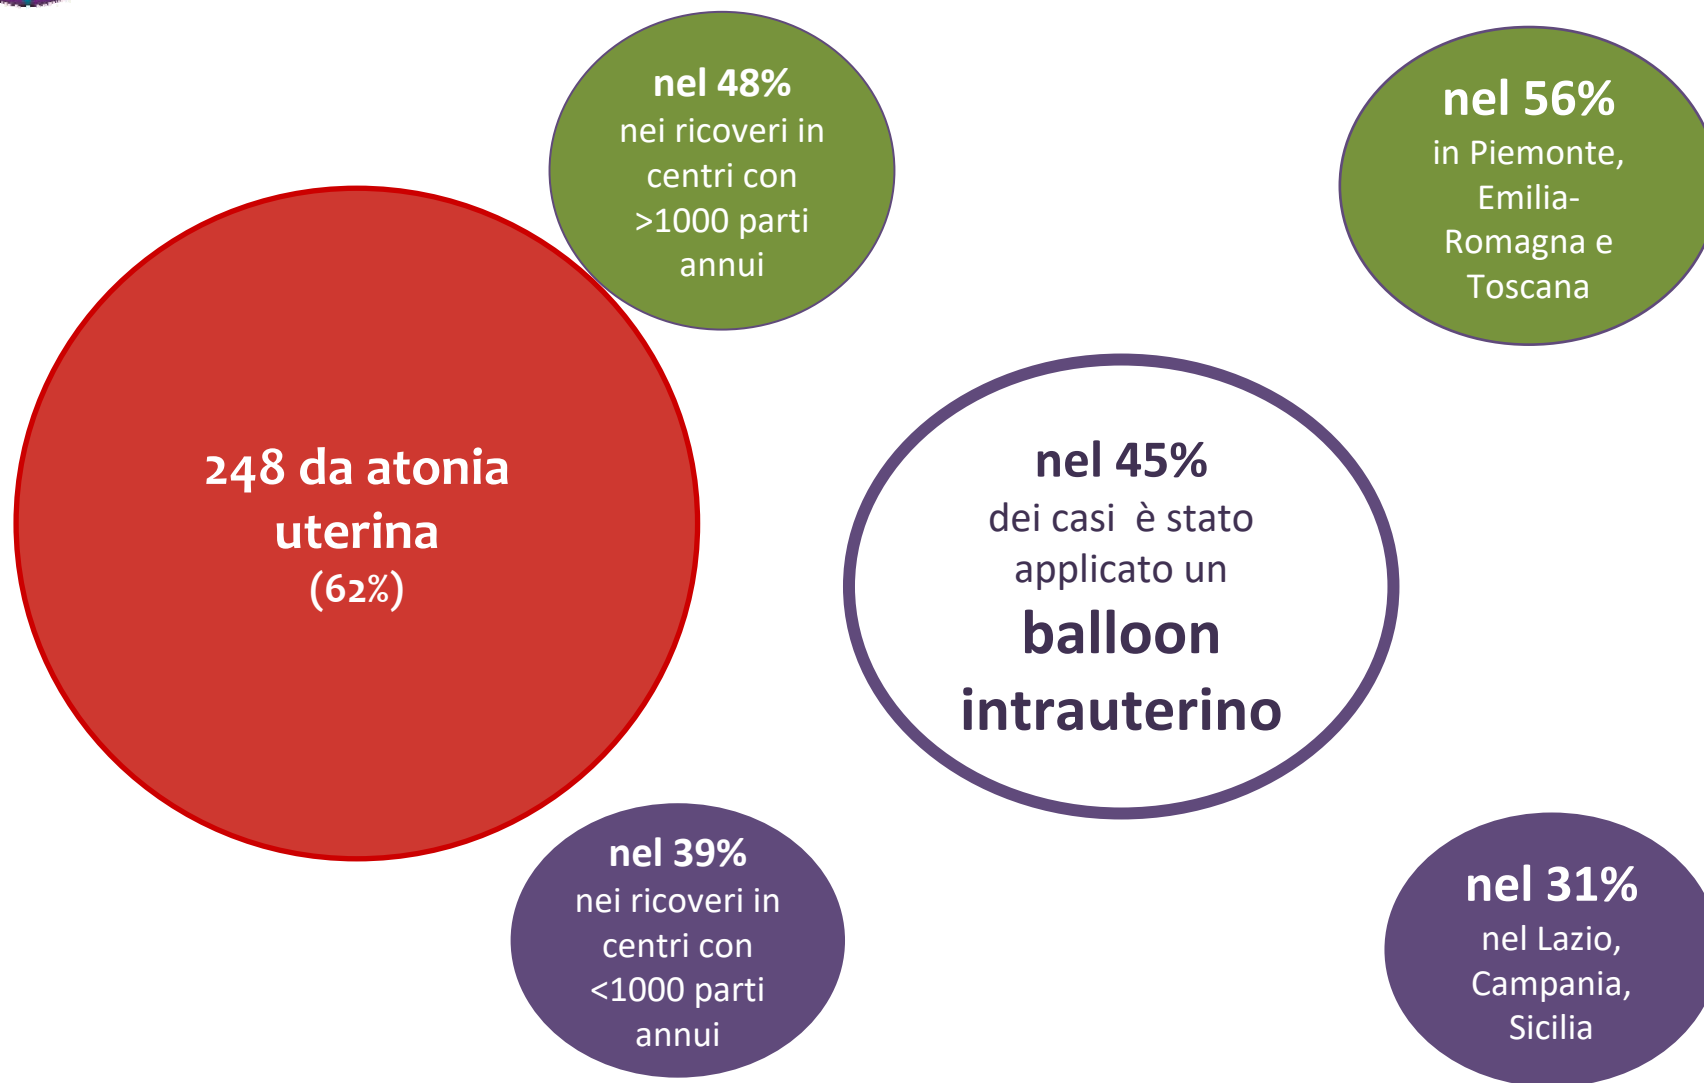 nel 48%
nei ricoveri in
centri con
>1000 parti
annui
nel 56%
in Piemonte,
Emilia-
Romagna e
Toscana
248 da atonia
uterina
(62%)
nel 45%
dei casi è stato
applicato un
balloon
intrauterino
nel 39%
nei ricoveri in
centri con
<1000 parti
annui
nel 31%
nel Lazio,
Campania,
Sicilia